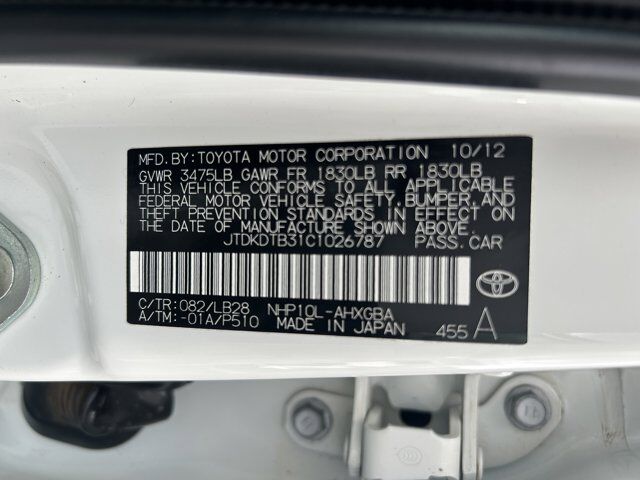 MFD. BY: TOYOTA MOTOR CORPORATION 10/12
GVWR 3475LB GAWR FR 1830LB RR 1830LB
THIS VEHICLE CONFORMS TO ALL APPLICABLE
FEDERAL MOTOR VEHICLE SAFETY, BUMPER, AND
THEFT PREVENTION STANDARDS IN EFFECT ON
THE DATE OF MANUFACTURE SHOWN ABOVE.
JTDKDTB31C1026787 PASS. CAR
C/TR: 082/LB28 NHP10L-AHXGBA
A/TM: -01A/P510 MADE IN JAPAN 455 A